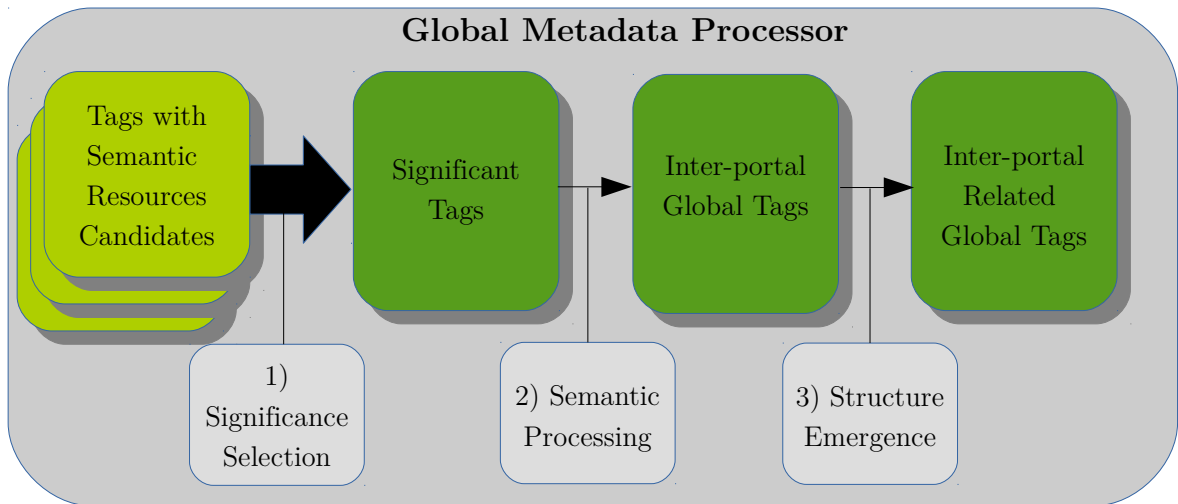 Global Metadata Processor
Tags with
Semantic
Resources
Candidates
Significant
Tags
Inter-portal
Global Tags
Inter-portal
Related
Global Tags
1)
Significance
Selection
2) Semantic
Processing
3) Structure
Emergence